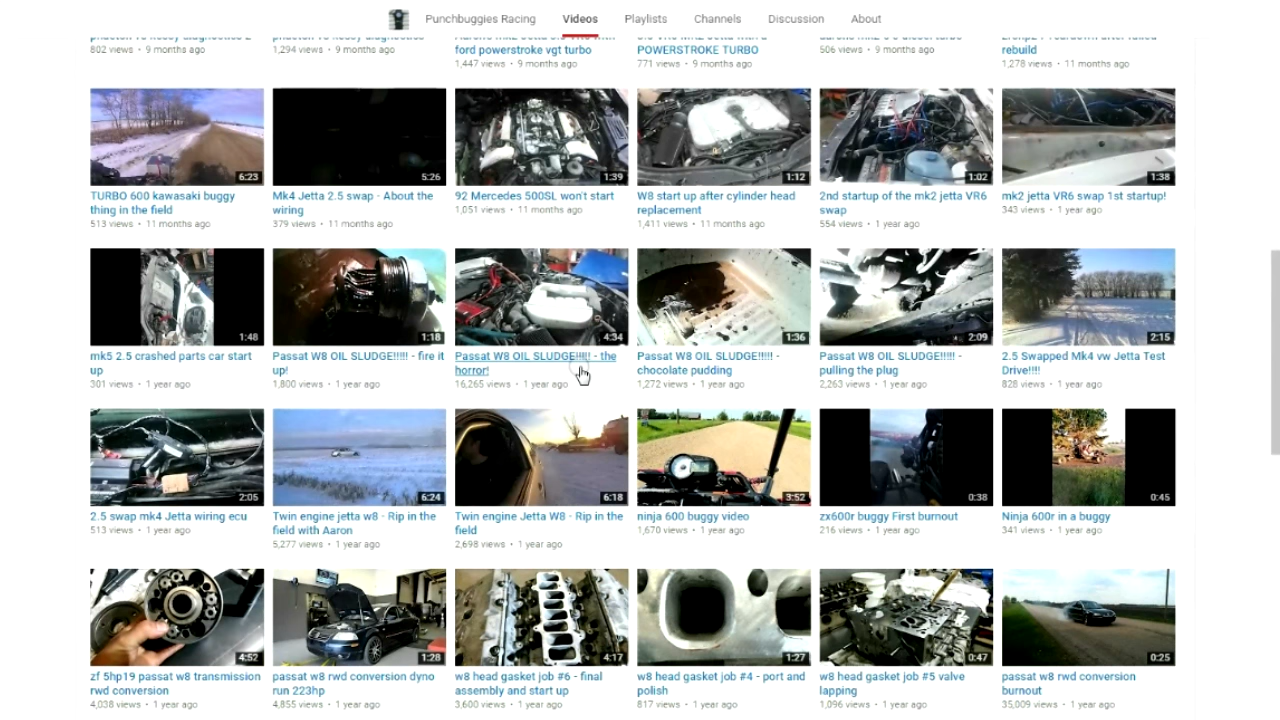 Punchbuggies Racing Videos Playlists Channels Discussion About
802 views • 9 months ago
1,294 views • 9 months ago
ford powerstroke vgt turbo
1,447 views • 9 months ago
POWERSTROKE TURBO
771 views • 9 months ago
506 views • 9 months ago
rebuild
1,278 views • 11 months ago
6:23
5:26
1:39
1:12
1:02
1:38
TURBO 600 kawasaki buggy
thing in the field
513 views • 11 months ago
Mk4 Jetta 2.5 swap - About the
wiring
379 views • 11 months ago
92 Mercedes 500SL won't start
1,051 views • 11 months ago
W8 start up after cylinder head
replacement
1,411 views • 11 months ago
2nd startup of the mk2 jetta VR6
swap
554 views • 1 year ago
mk2 jetta VR6 swap 1st startup!
343 views • 1 year ago
1:48
1:18
4:34
1:36
2:09
2:15
mk5 2.5 crashed parts car start
up
301 views • 1 year ago
Passat W8 OIL SLUDGE!!!!! - fire it
up!
1,800 views • 1 year ago
Passat W8 OIL SLUDGE!!!!! - the
horror!
16,265 views • 1 year ago
Passat W8 OIL SLUDGE!!!!! -
chocolate pudding
1,272 views • 1 year ago
Passat W8 OIL SLUDGE!!!!! -
pulling the plug
2,263 views • 1 year ago
2.5 Swapped Mk4 vw Jetta Test
Drive!!!!
828 views • 1 year ago
2:05
6:24
6:18
3:52
0:38
0:45
2.5 swap mk4 Jetta wiring ecu
513 views • 1 year ago
Twin engine jetta w8 - Rip in the
field with Aaron
5,277 views • 1 year ago
Twin engine Jetta W8 - Rip in the
field
2,698 views • 1 year ago
ninja 600 buggy video
1,670 views • 1 year ago
zx600r buggy First burnout
216 views • 1 year ago
Ninja 600r in a buggy
341 views • 1 year ago
4:52
1:28
4:17
1:27
0:47
0:25
zf 5hp19 passat w8 transmission
rwd conversion
4,038 views • 1 year ago
passat w8 rwd conversion dyno
run 223hp
4,855 views • 1 year ago
w8 head gasket job #6 - final
assembly and start up
3,600 views • 1 year ago
w8 head gasket job #4 - port and
polish
817 views • 1 year ago
w8 head gasket job #5 valve
lapping
1,096 views • 1 year ago
passat w8 rwd conversion
burnout
35,009 views • 1 year ago